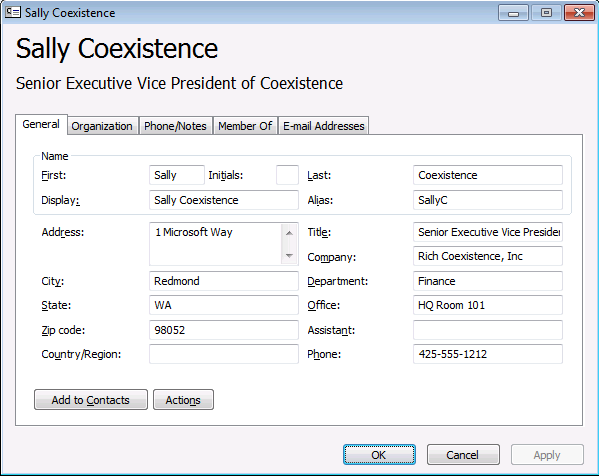 Sally Coexistence
Sally Coexistence
Senior Executive Vice President of Coexistence
General Organization Phone/Notes Member Of E-mail Addresses
Name
First: Sally Initials: Last: Coexistence
Display: Sally Coexistence Alias: SallyC
Address: 1 Microsoft Way Title: Senior Executive Vice Presiden
Company: Rich Coexistence, Inc
City: Redmond Department: Finance
State: WA Office: HQ Room 101
Zip code: 98052 Assistant:
Country/Region: Phone: 425-555-1212
Add to Contacts Actions
OK Cancel Apply